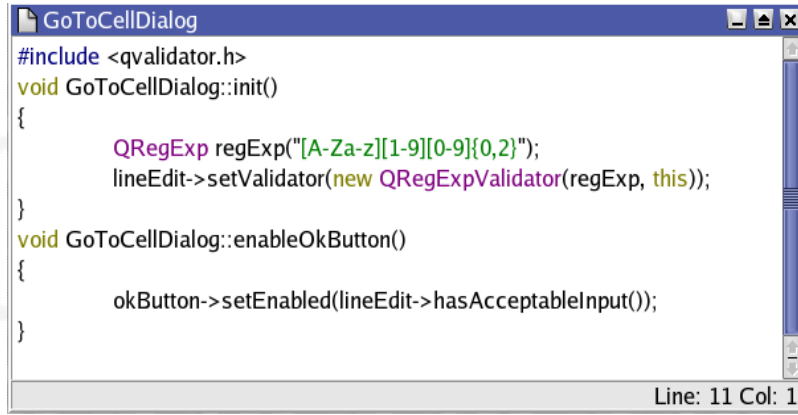 GoToCellDialog
#include <qvalidator.h>
void GoToCellDialog::init()
{
QRegExp regExp("[A-Za-z][1-9][0-9]{0,2}");
lineEdit->setValidator(new QRegExpValidator(regExp, this));
}
void GoToCellDialog::enableOkButton()
{
okButton->setEnabled(lineEdit->hasAcceptableInput());
}
Line: 11 Col: 1